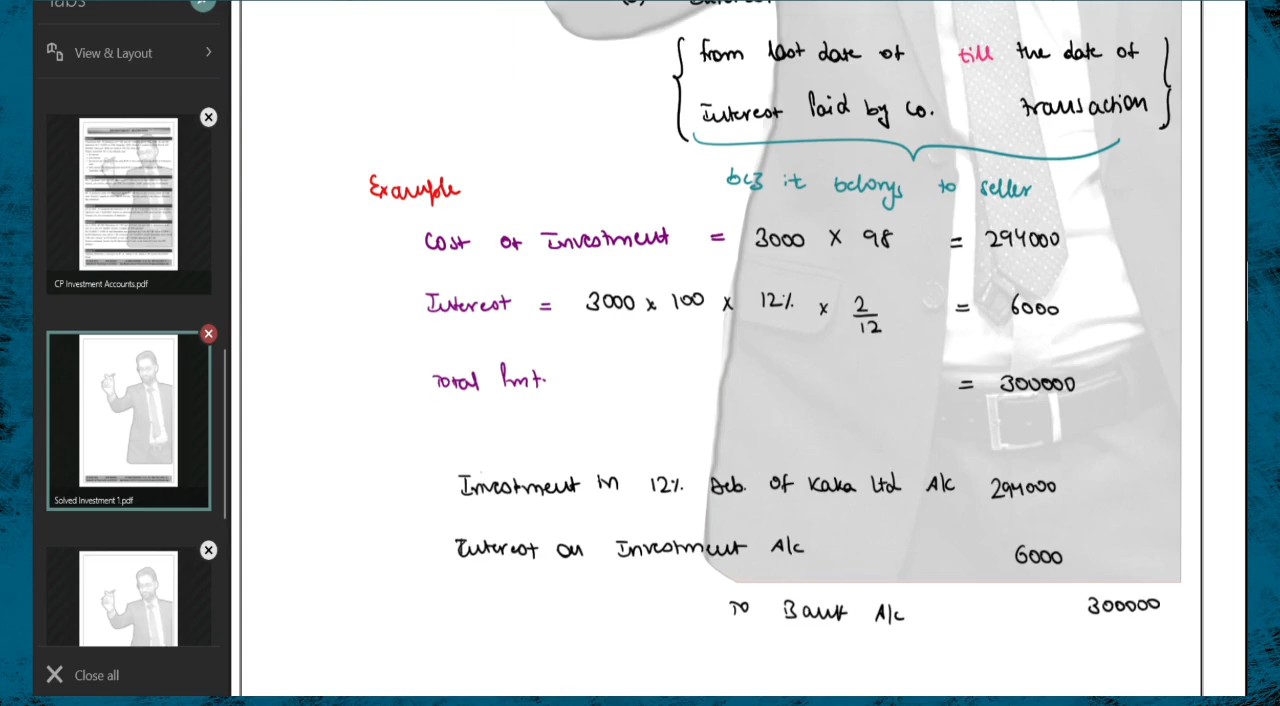 View & Layout
CP Investment Accounts.pdf
Solved Investment 1.pdf
Close all
from last date of till the date of
Interest Paid by co. transaction
bcz it belongs to seller
Example
Cost of Investment = 3000 × 98 = 294000
Interest = 3000 × 100 × 12% × 2/12 = 6000
Total Amt. = 300000
Investment in 12% Deb. of Kaka Ltd A/c 294000
Interest on Investment A/c 6000
To Bank A/c 300000